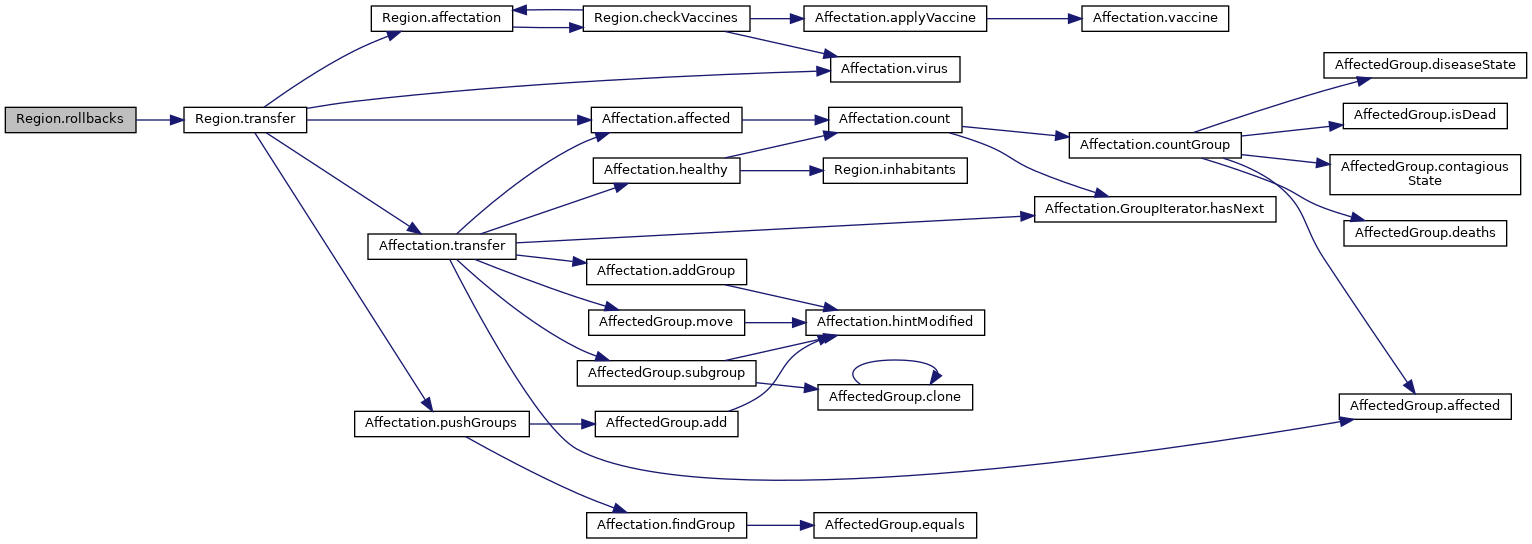 Region.affectation
Region.checkVaccines
Affectation.applyVaccine
Affectation.vaccine
Affectation.virus
AffectedGroup.diseaseState
Region.rollbacks
Region.transfer
Affectation.affected
Affectation.count
AffectedGroup.isDead
Affectation.countGroup
Affectation.healthy
Region.inhabitants
AffectedGroup.contagious
State
Affectation.GroupIterator.hasNext
AffectedGroup.deaths
Affectation.transfer
Affectation.addGroup
AffectedGroup.move
Affectation.hintModified
AffectedGroup.subgroup
AffectedGroup.clone
AffectedGroup.affected
Affectation.pushGroups
AffectedGroup.add
Affectation.findGroup
AffectedGroup.equals